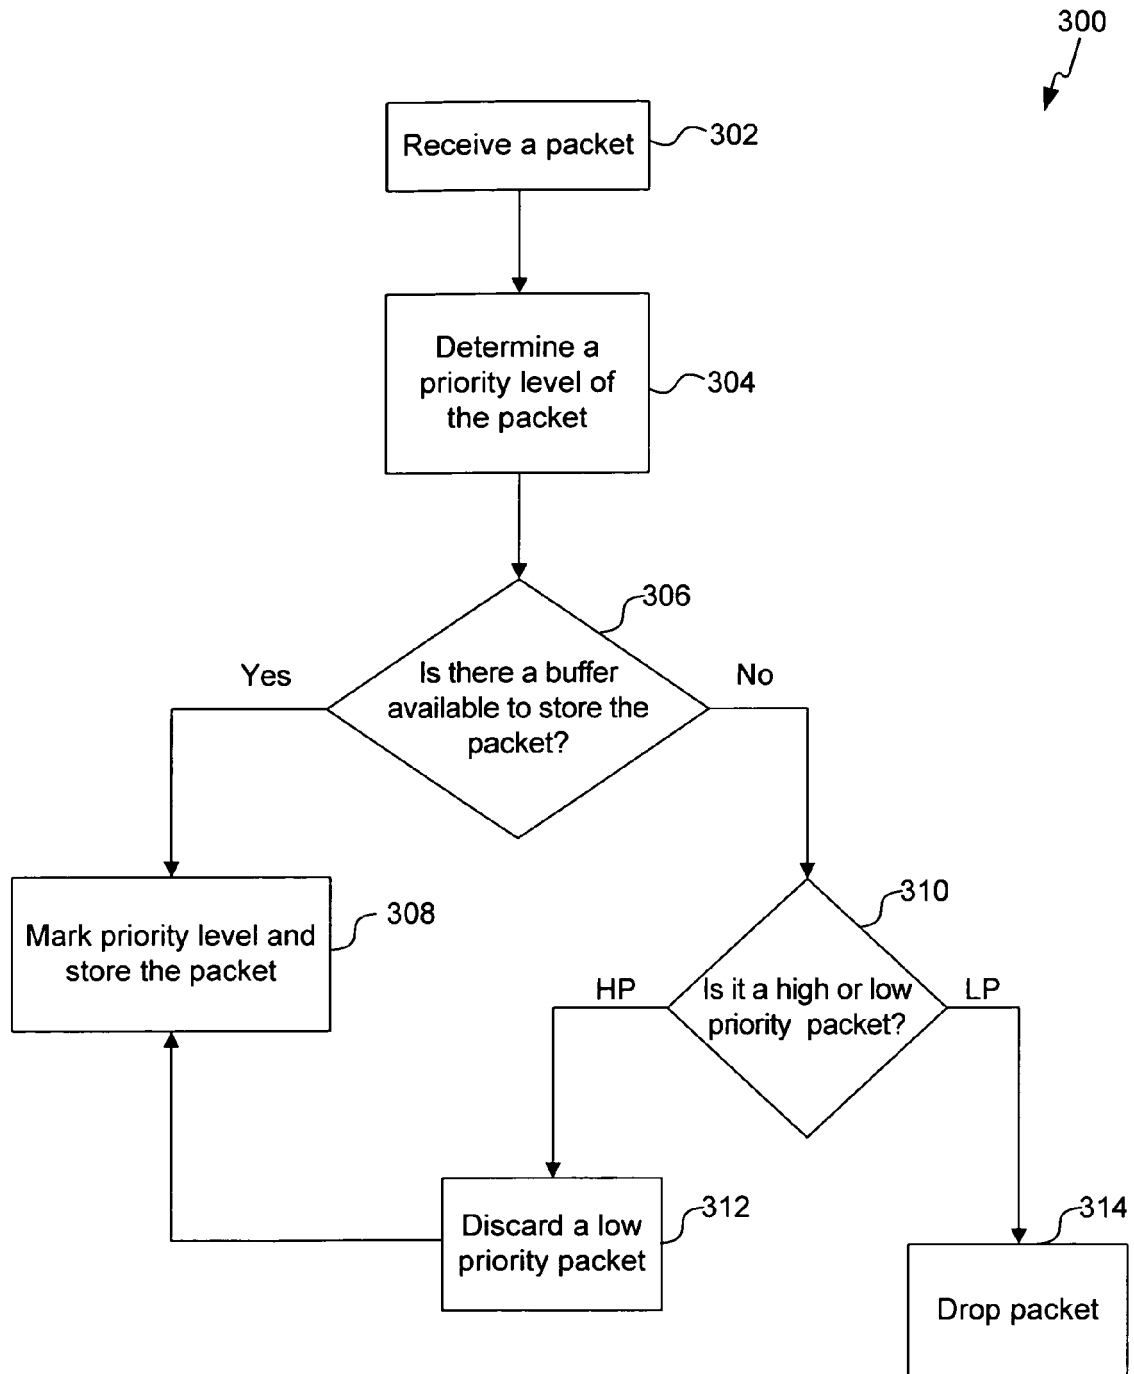 300
Receive a packet
302
Determine a
priority level of
the packet
304
306
Is there a buffer
available to store the
packet?
Yes
No
Mark priority level and
store the packet
308
310
Is it a high or low
priority packet?
HP
LP
Discard a low
priority packet
312
314
Drop packet